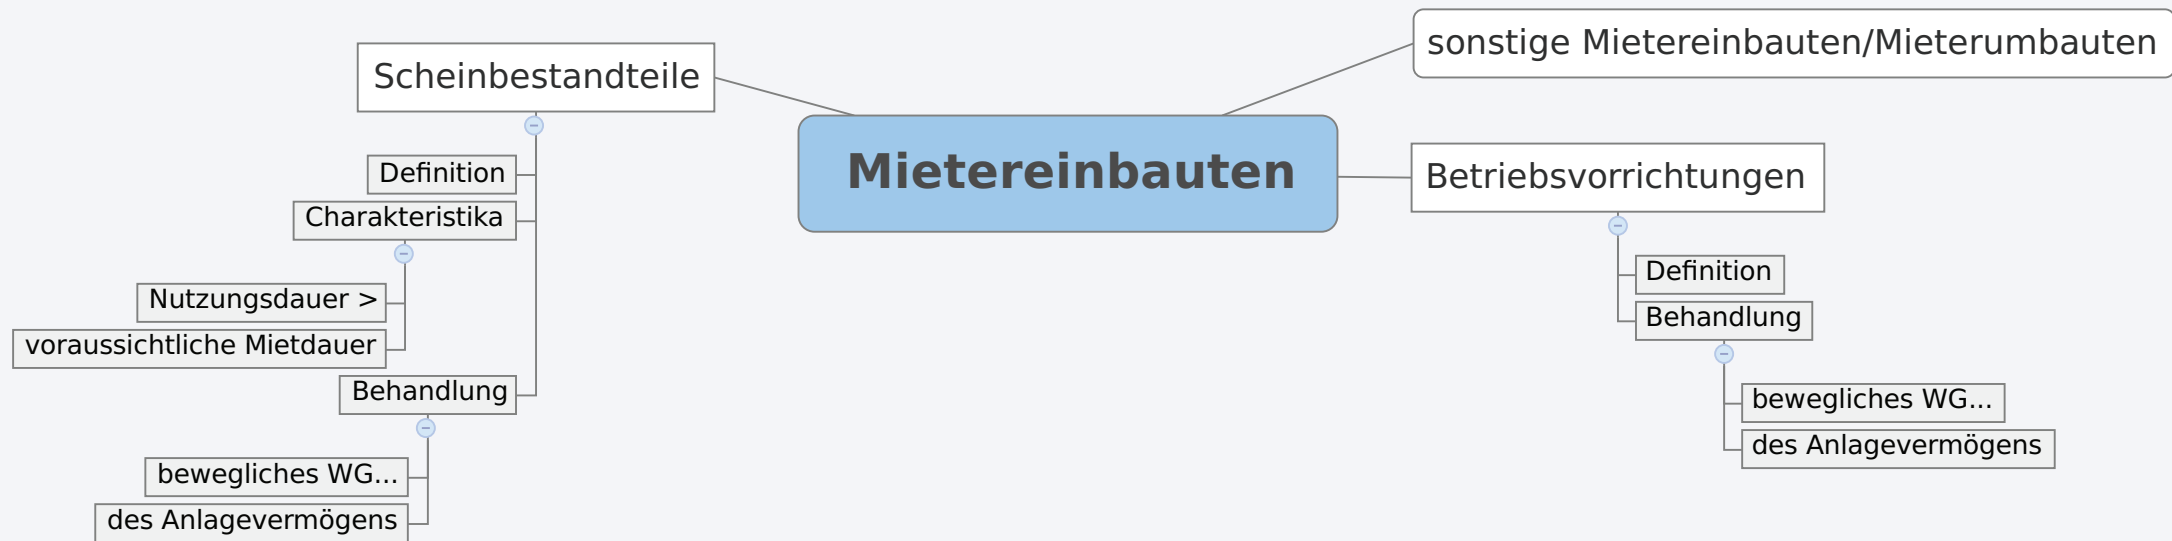 Mietereinbauten
Scheinbestandteile
Definition
Charakteristika
Nutzungsdauer >
voraussichtliche Mietdauer
Behandlung
bewegliches WG...
des Anlagevermögens
sonstige Mietereinbauten/Mieterumbauten
Betriebsvorrichtungen
Definition
Behandlung
bewegliches WG...
des Anlagevermögens